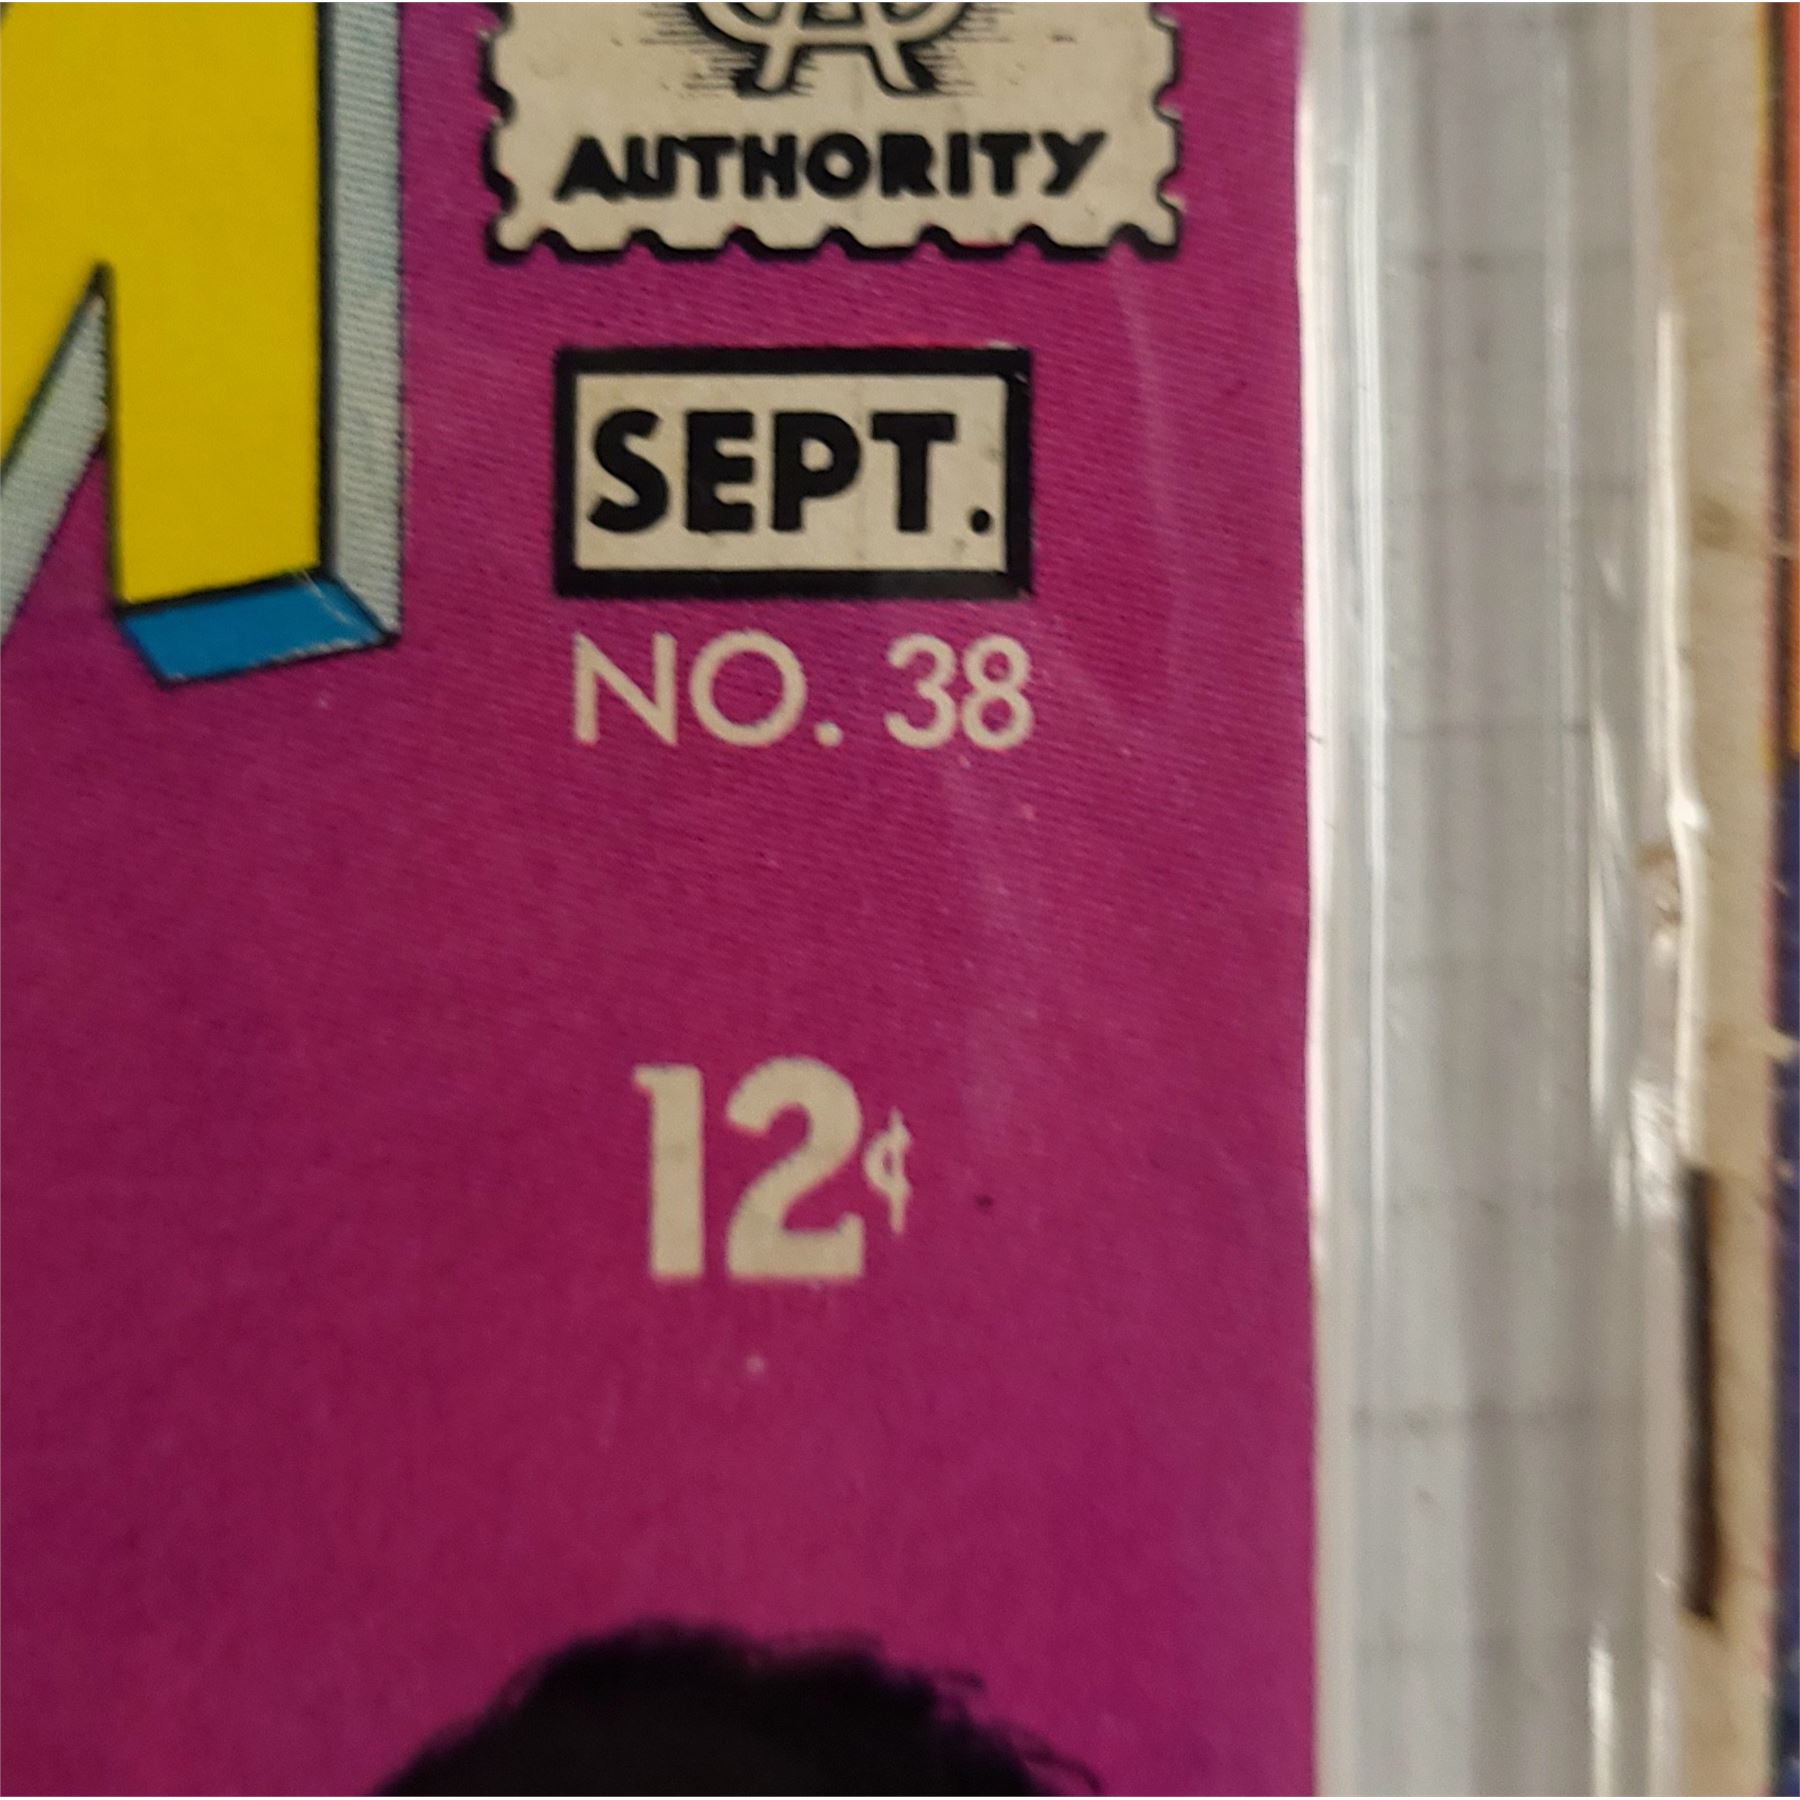 AUTHORITY
SEPT.
NO. 38
12¢